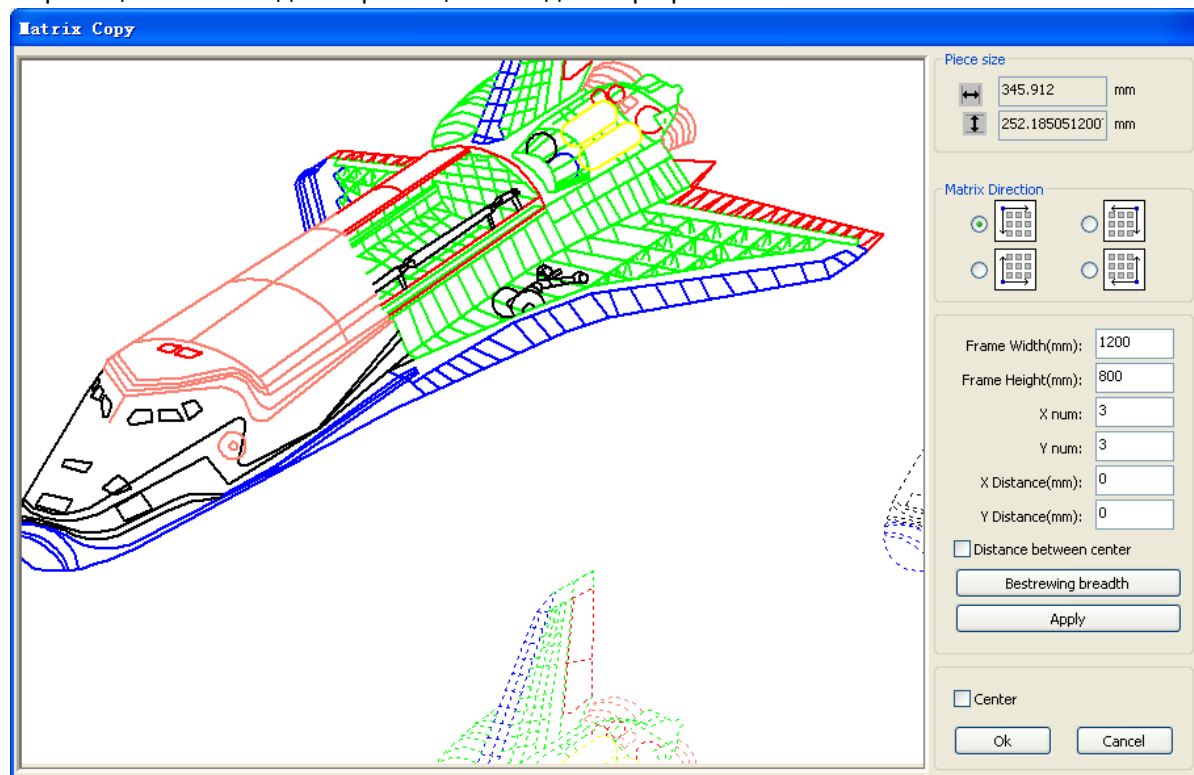 Matrix Copy
Piece size
345.912 mm
252.185051200 mm
Matrix Direction
Frame Width(mm): 1200
Frame Height(mm): 800
X num: 3
Y num: 3
X Distance(mm): 0
Y Distance(mm): 0
Distance between center
Bestrewing breadth
Apply
Center
Ok Cancel